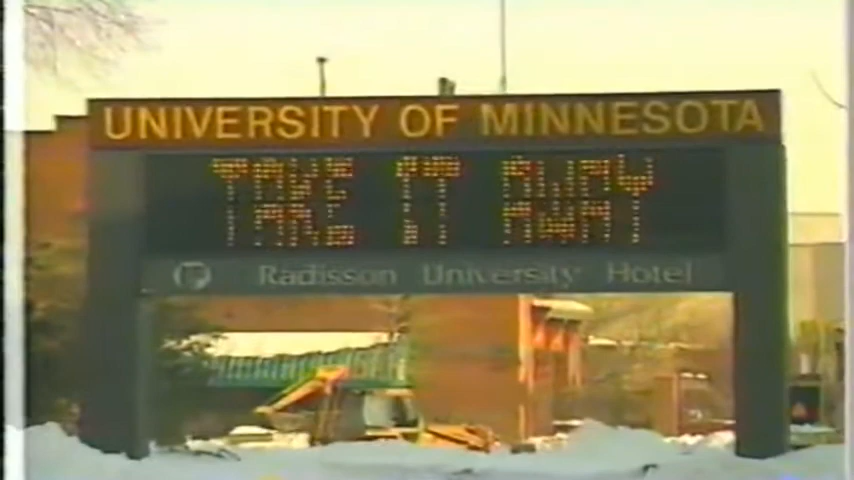 UNIVERSITY OF MINNESOTA
TAKE IT AWAY
TAKE IT AWAY
Radisson University Hotel